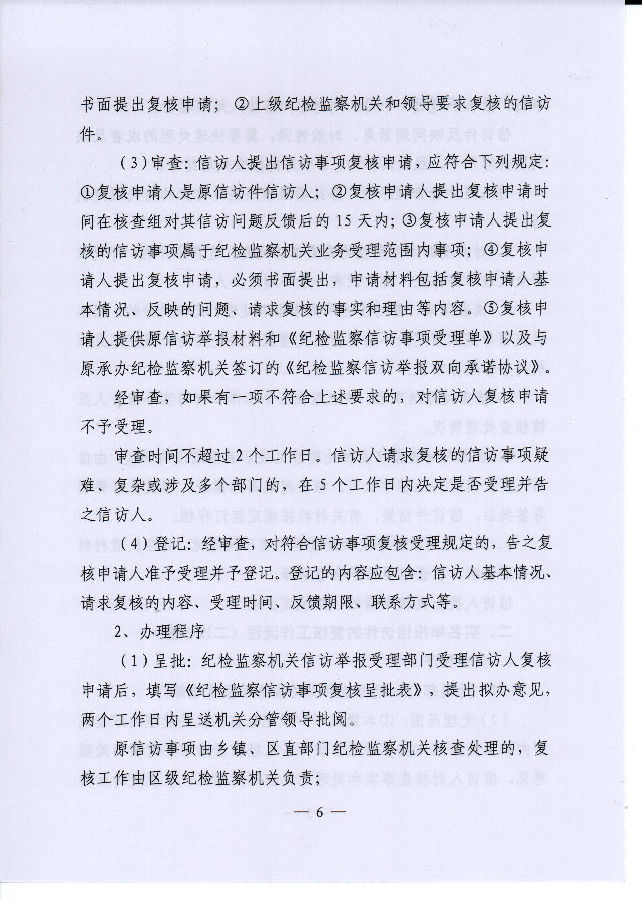 书面提出复核申请；②上级纪检监察机关和领导要求复核的信访
件。
（3）审查：信访人提出信访事项复核申请，应符合下列规定：
①复核申请人是原信访件信访人；②复核申请人提出复核申请时
间在核查组对其信访问题反馈后的 15 天内；③复核申请人提出复
核的信访事项属于纪检监察机关业务受理范围内事项；④复核申
请人提出复核申请，必须书面提出，申请材料包括复核申请人基
本情况、反映的问题、请求复核的事实和理由等内容。⑤复核申
请人提供原信访举报材料和《纪检监察信访事项受理单》以及与
原承办纪检监察机关签订的《纪检监察信访举报双向承诺协议》。
经审查，如果有一项不符合上述要求的，对信访人复核申请
不予受理。
审查时间不超过 2 个工作日。信访人请求复核的信访事项疑
难、复杂或涉及多个部门的，在 5 个工作日内决定是否受理并告
之信访人。
（4）登记：经审查，对符合信访事项复核受理规定的，告之复
核申请人准予受理并予登记。登记的内容应包含：信访人基本情况、
请求复核的内容、受理时间、反馈期限、联系方式等。
2、办理程序
（1）呈批：纪检监察机关信访举报受理部门受理信访人复核
申请后，填写《纪检监察信访事项复核呈批表》，提出拟办意见，
两个工作日内呈送机关分管领导批阅。
原信访事项由乡镇、区直部门纪检监察机关核查处理的，复
核工作由区级纪检监察机关负责；
— 6 —